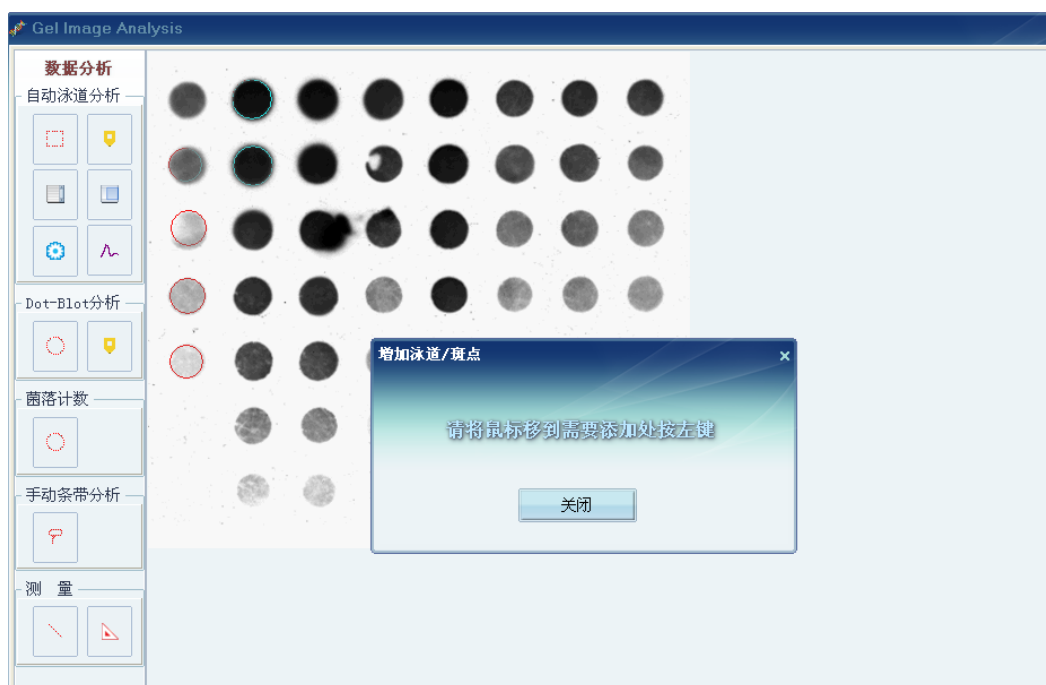 Gel Image Analysis
数据分析
自动泳道分析
Dot-Blot分析
菌落计数
手动条带分析
测 量
增加泳道/斑点
请将鼠标移到需要添加处按左键
关闭